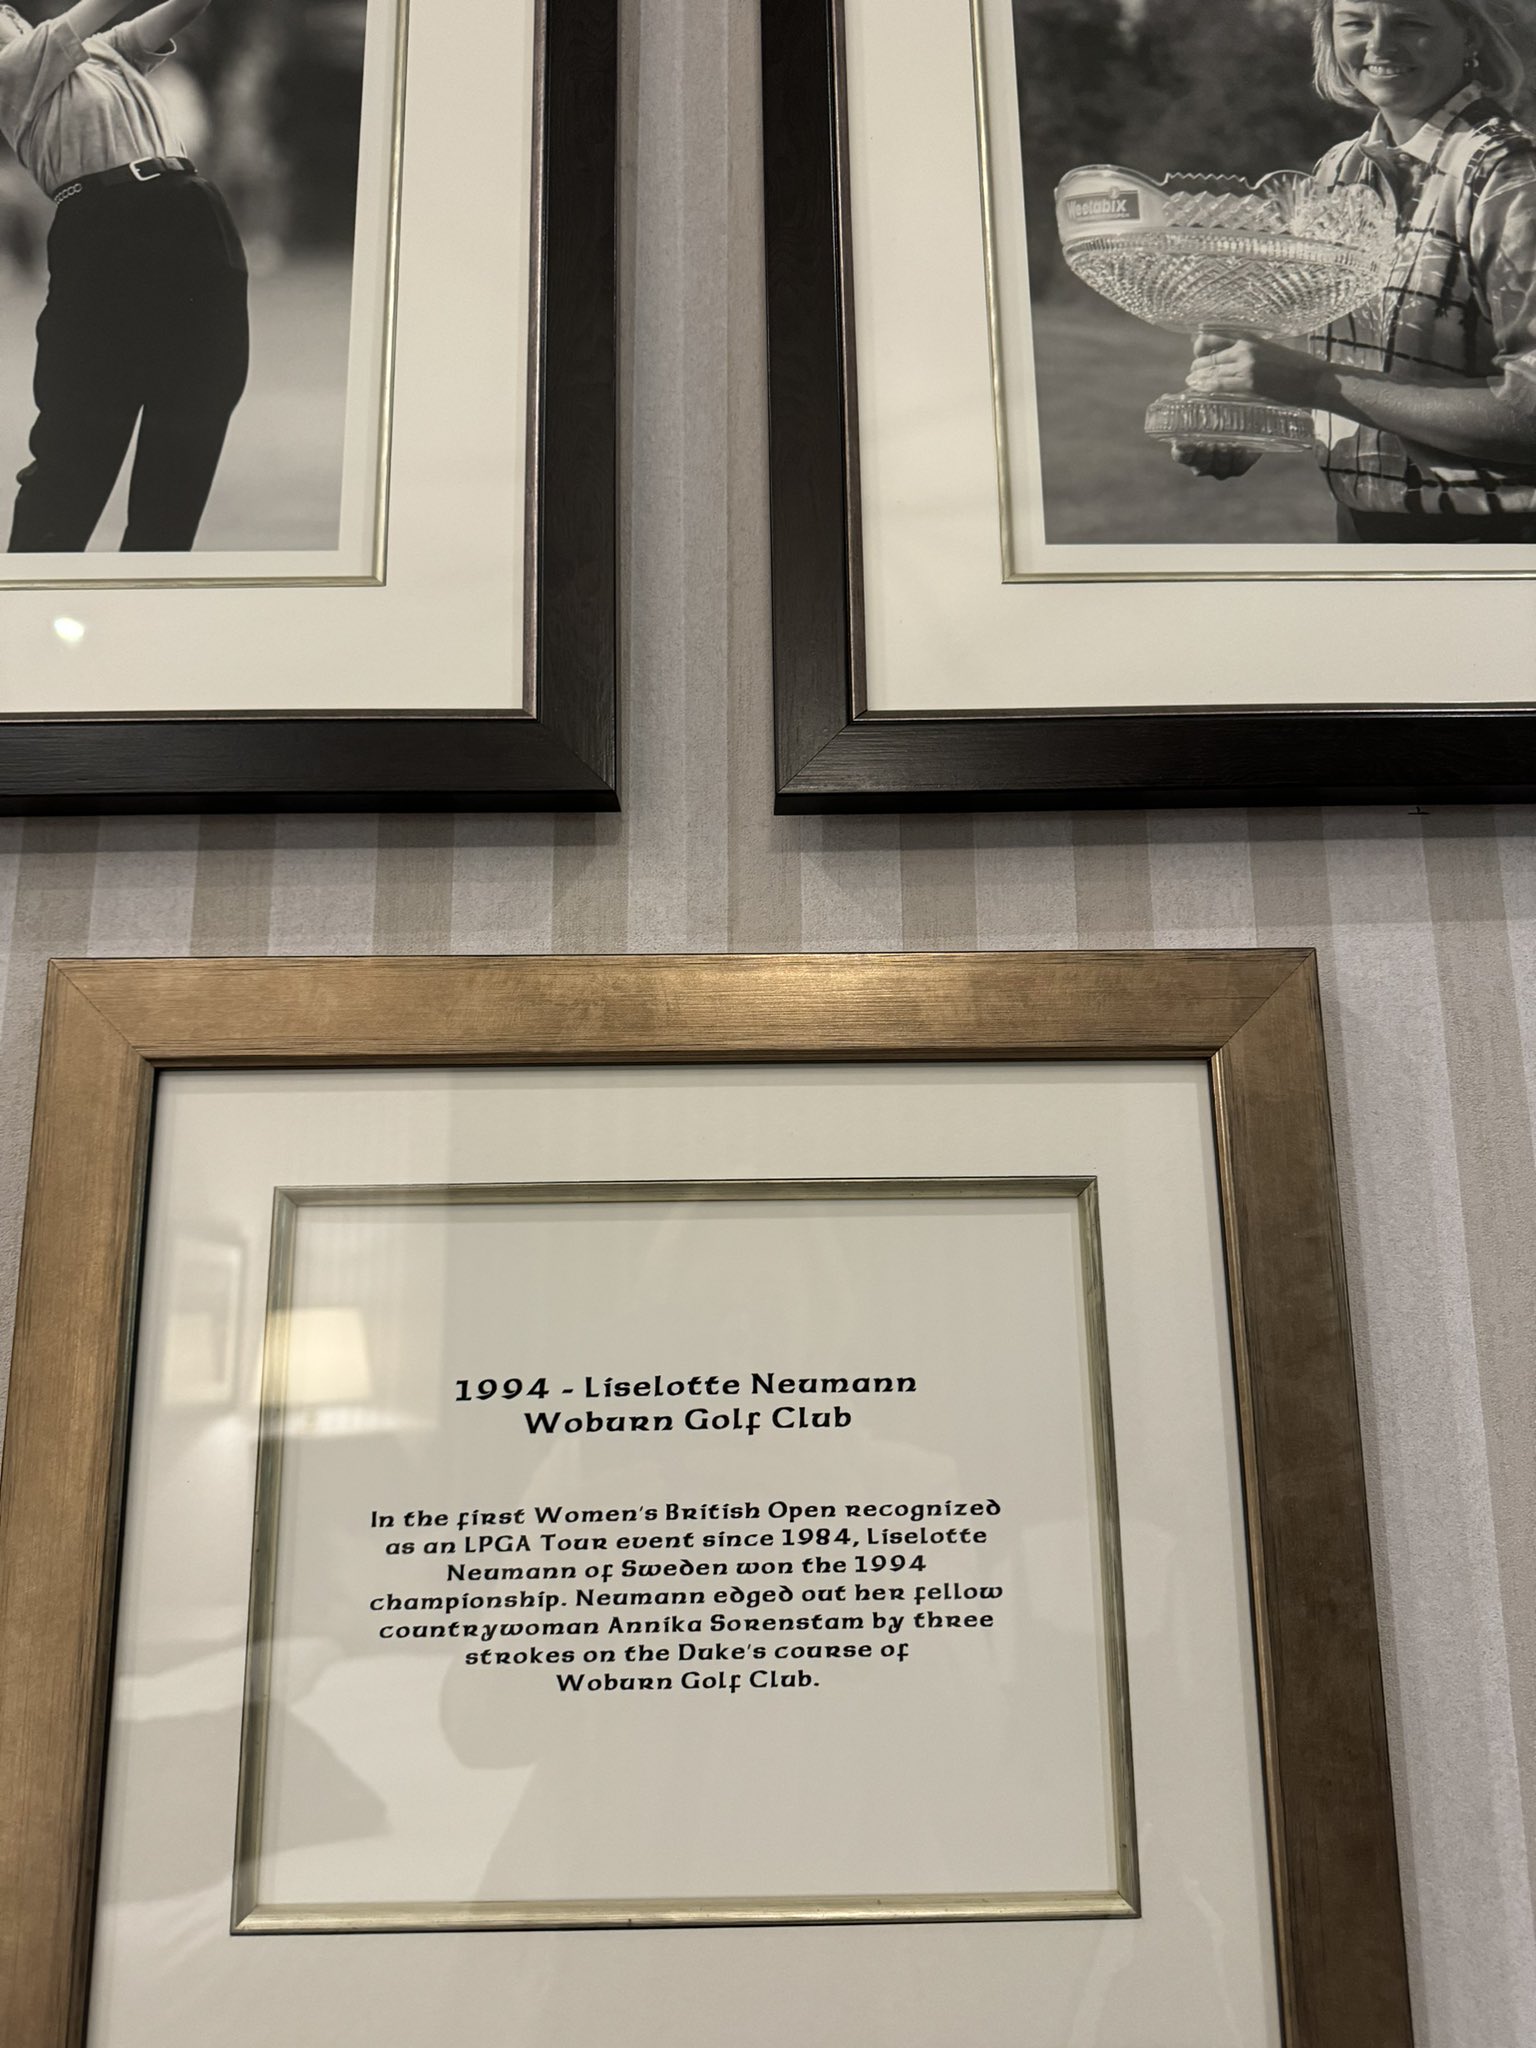 Weetabix
1994 - Liselotte Neumann
Woburn Golf Club
In the first Women's British Open recognized
as an LPGA Tour event since 1984, Liselotte
Neumann of Sweden won the 1994
championship. Neumann edged out her fellow
countrywoman Annika Sorenstam by three
strokes on the Duke's course of
Woburn Golf Club.